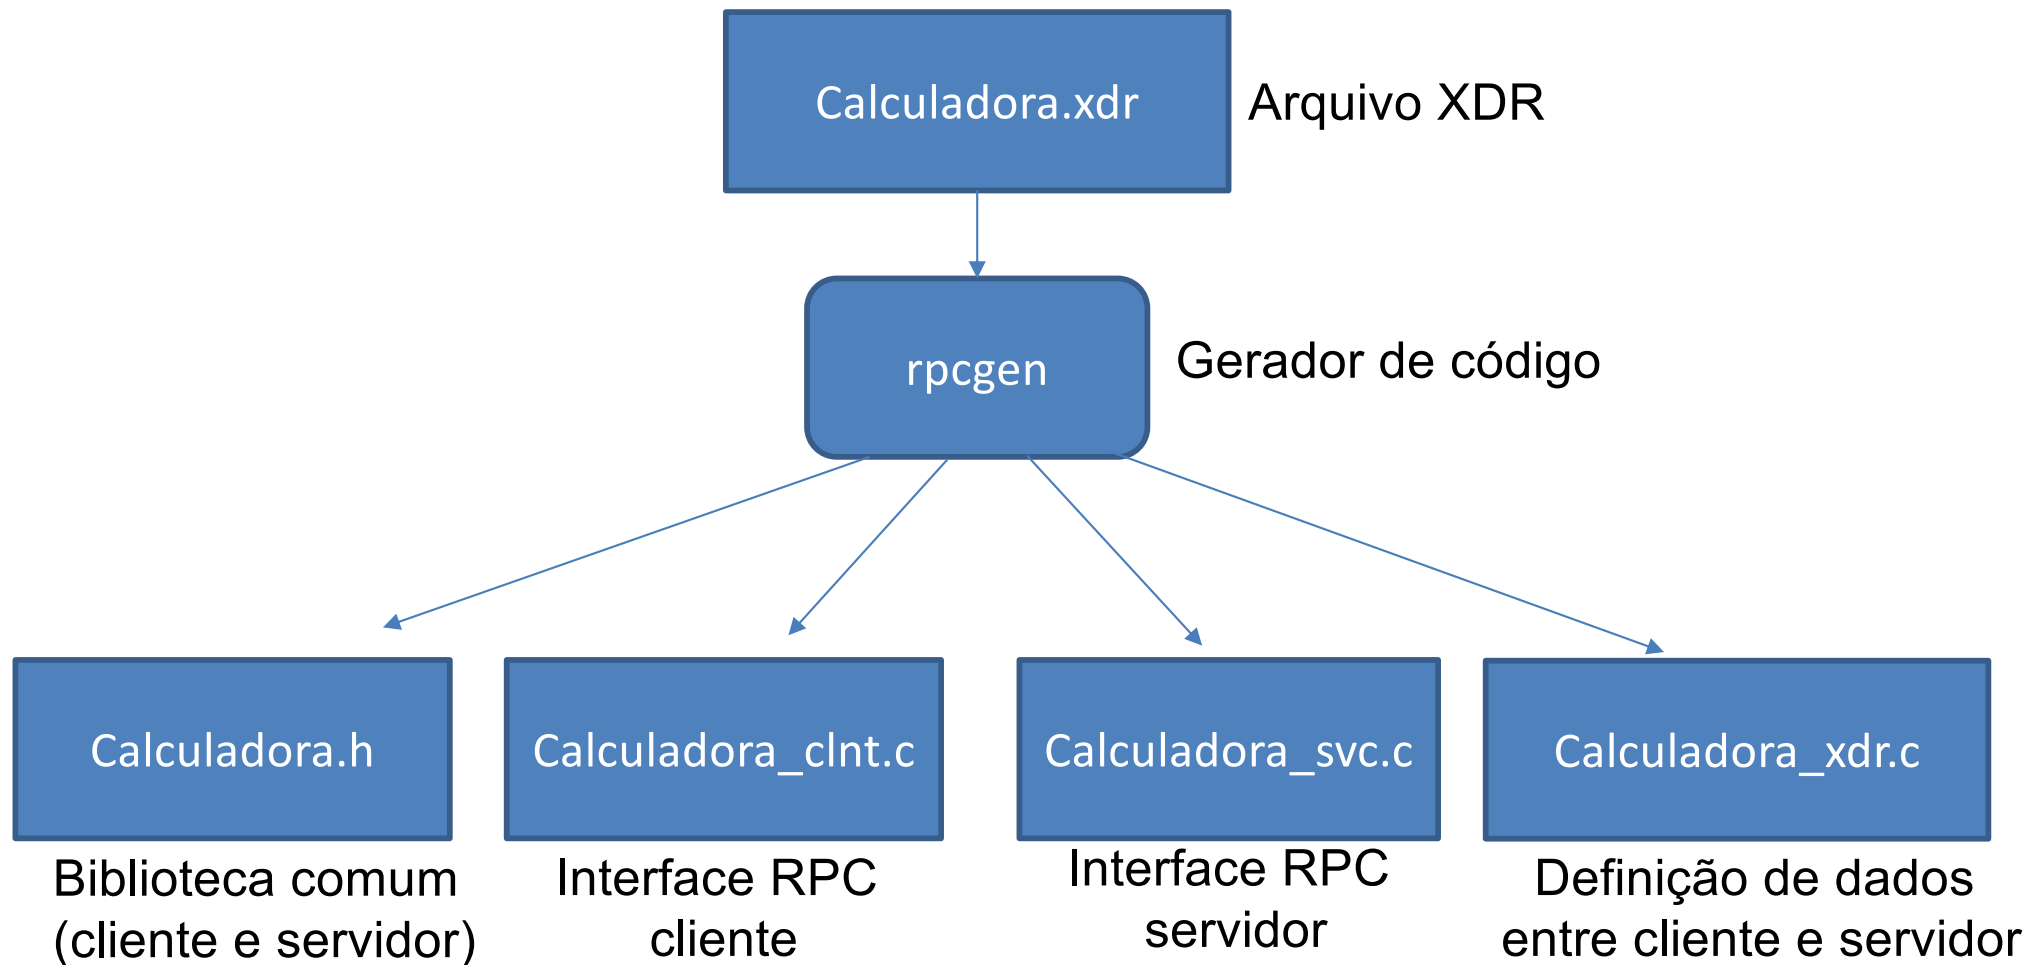 Calculadora.xdr
Arquivo XDR
rpcgen
Gerador de código
Calculadora.h
Calculadora_clnt.c
Calculadora_svc.c
Calculadora_xdr.c
Biblioteca comum
(cliente e servidor)
Interface RPC
cliente
Interface RPC
servidor
Definição de dados
entre cliente e servidor